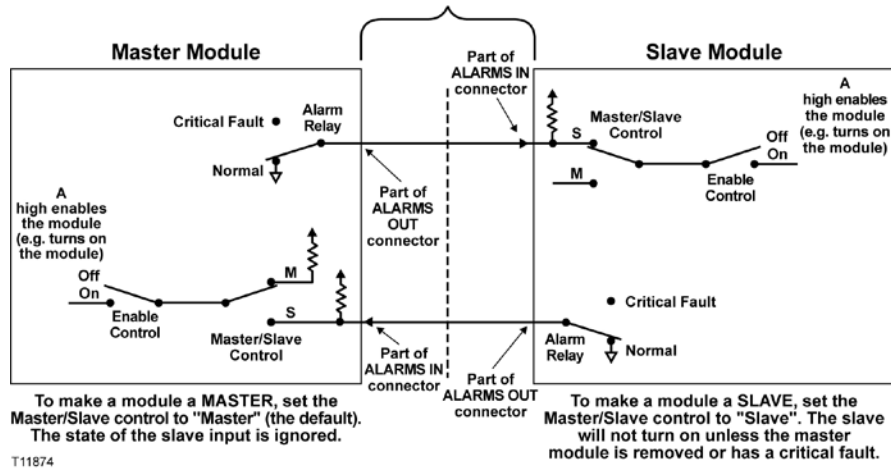 Master Module
Slave Module
Part of
ALARMS IN
connector
A
high enables
the module
(e.g. turns on
the module)
Critical Fault
Alarm
Relay
Normal
Master/Slave
Control
S
M
Off
On
Enable
Control
Part of
ALARMS
OUT
connector
A
high enables
the module
(e.g. turns on
the module)
Off
On
Enable
Control
M
S
Master/Slave
Control
Part of
ALARMS IN
connector
Part of
ALARMS OUT
connector
Critical Fault
Alarm
Relay
Normal
To make a module a MASTER, set the
Master/Slave control to "Master" (the default).
The state of the slave input is ignored.
To make a module a SLAVE, set the
Master/Slave control to "Slave". The slave
will not turn on unless the master
module is removed or has a critical fault.
T11874